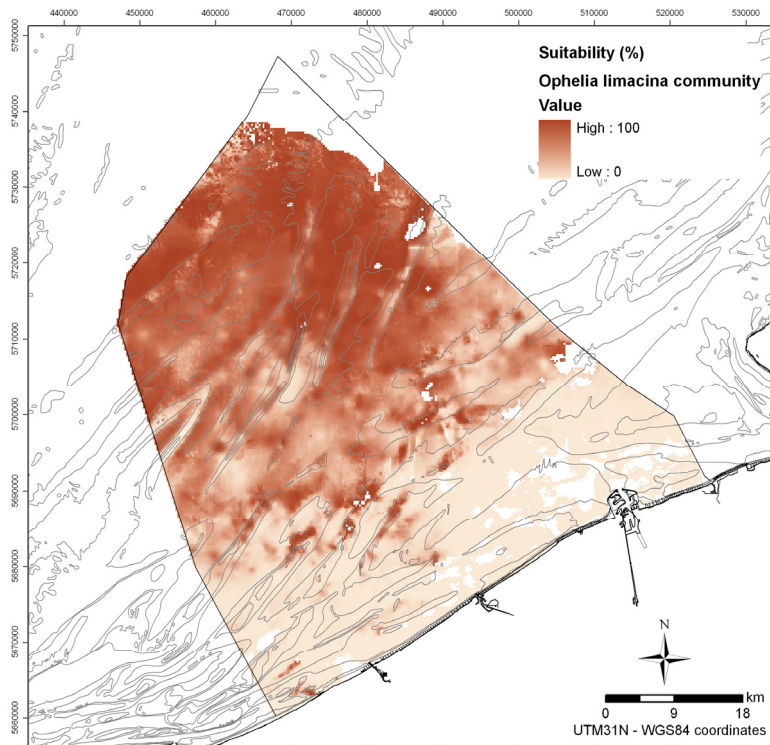 440000 450000 460000 470000 480000 490000 500000 510000 520000 530000
5750000
5740000
5730000
5720000
5710000
5700000
5690000
5680000
5670000
5660000
Suitability (%)
Ophelia limacina community
Value
High : 100
Low : 0
N
km
0 9 18
UTM31N - WGS84 coordinates